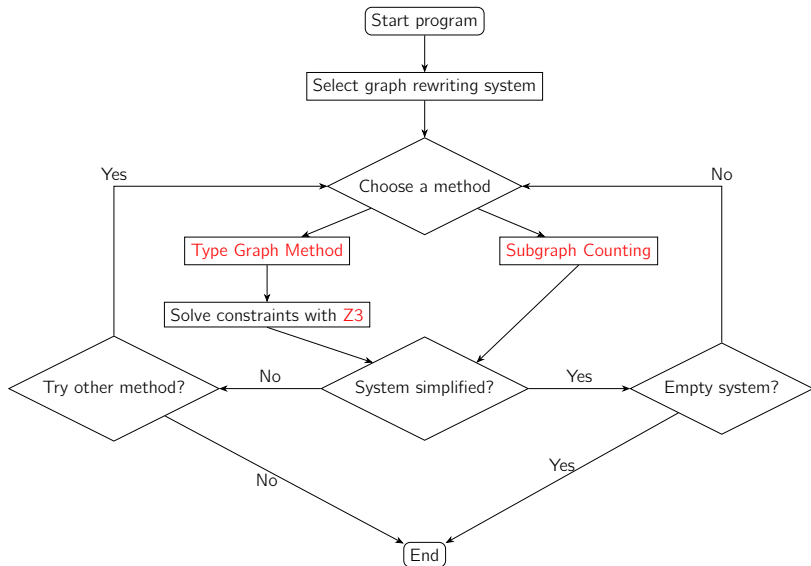 Start program
Select graph rewriting system
Yes
No
Choose a method
Type Graph Method
Subgraph Counting
Solve constraints with Z3
Try other method?
No
System simplified?
Yes
Empty system?
No
Yes
End